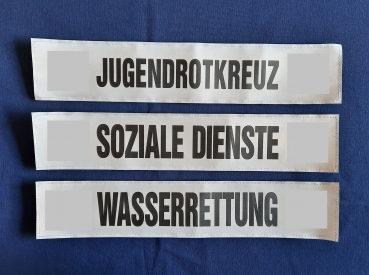 JUGENDROTKREUZ
SOZIALE DIENSTE
WASSERRETTUNG